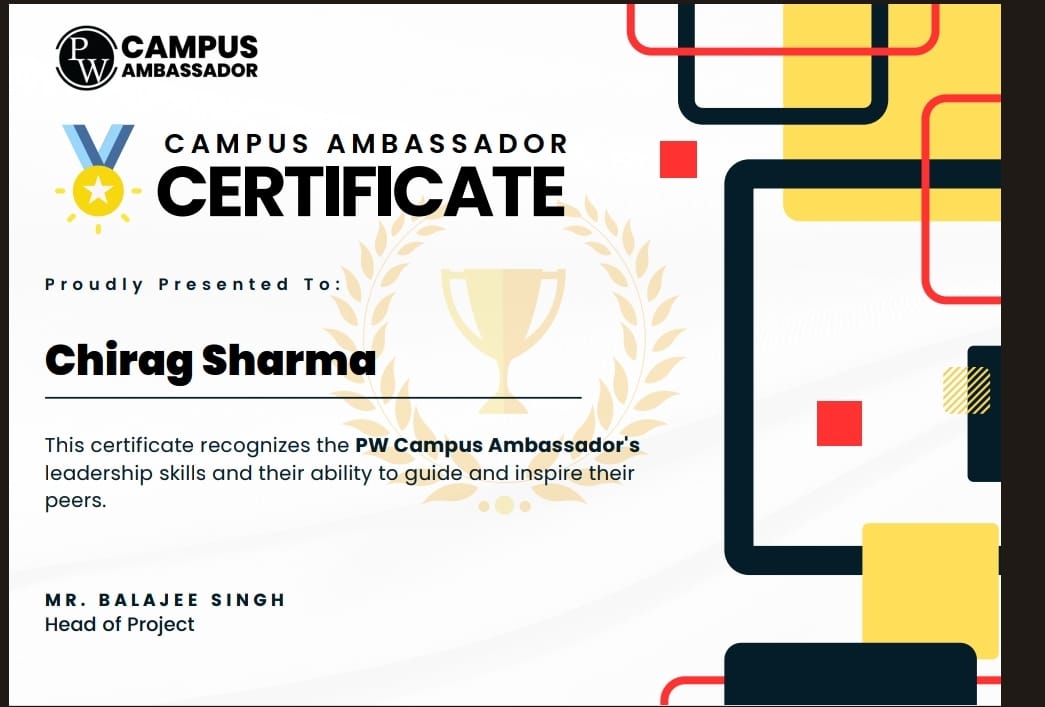 PW CAMPUS
AMBASSADOR
CAMPUS AMBASSADOR
CERTIFICATE
Proudly Presented To:
Chirag Sharma
This certificate recognizes the PW Campus Ambassador's
leadership skills and their ability to guide and inspire their
peers.
MR. BALAJEE SINGH
Head of Project